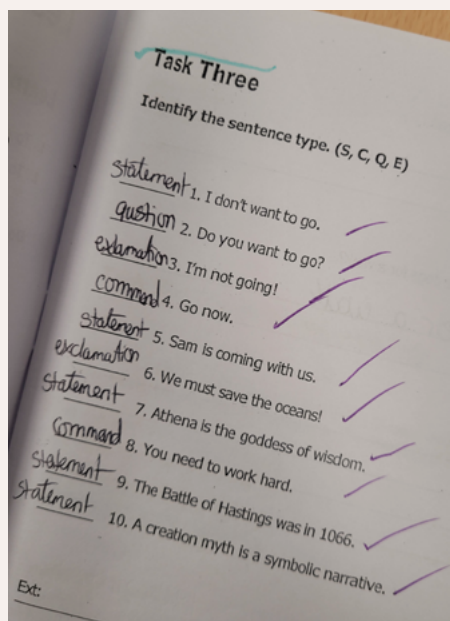 Task Three
Identify the sentence type. (S, C, Q, E)
statement 1. I don't want to go.
qustion 2. Do you want to go?
exlamation 3. I'm not going!
commend 4. Go now.
statement 5. Sam is coming with us.
exclamation 6. We must save the oceans!
statement 7. Athena is the goddess of wisdom.
command 8. You need to work hard.
statement 9. The Battle of Hastings was in 1066.
statement 10. A creation myth is a symbolic narrative.
Ext: